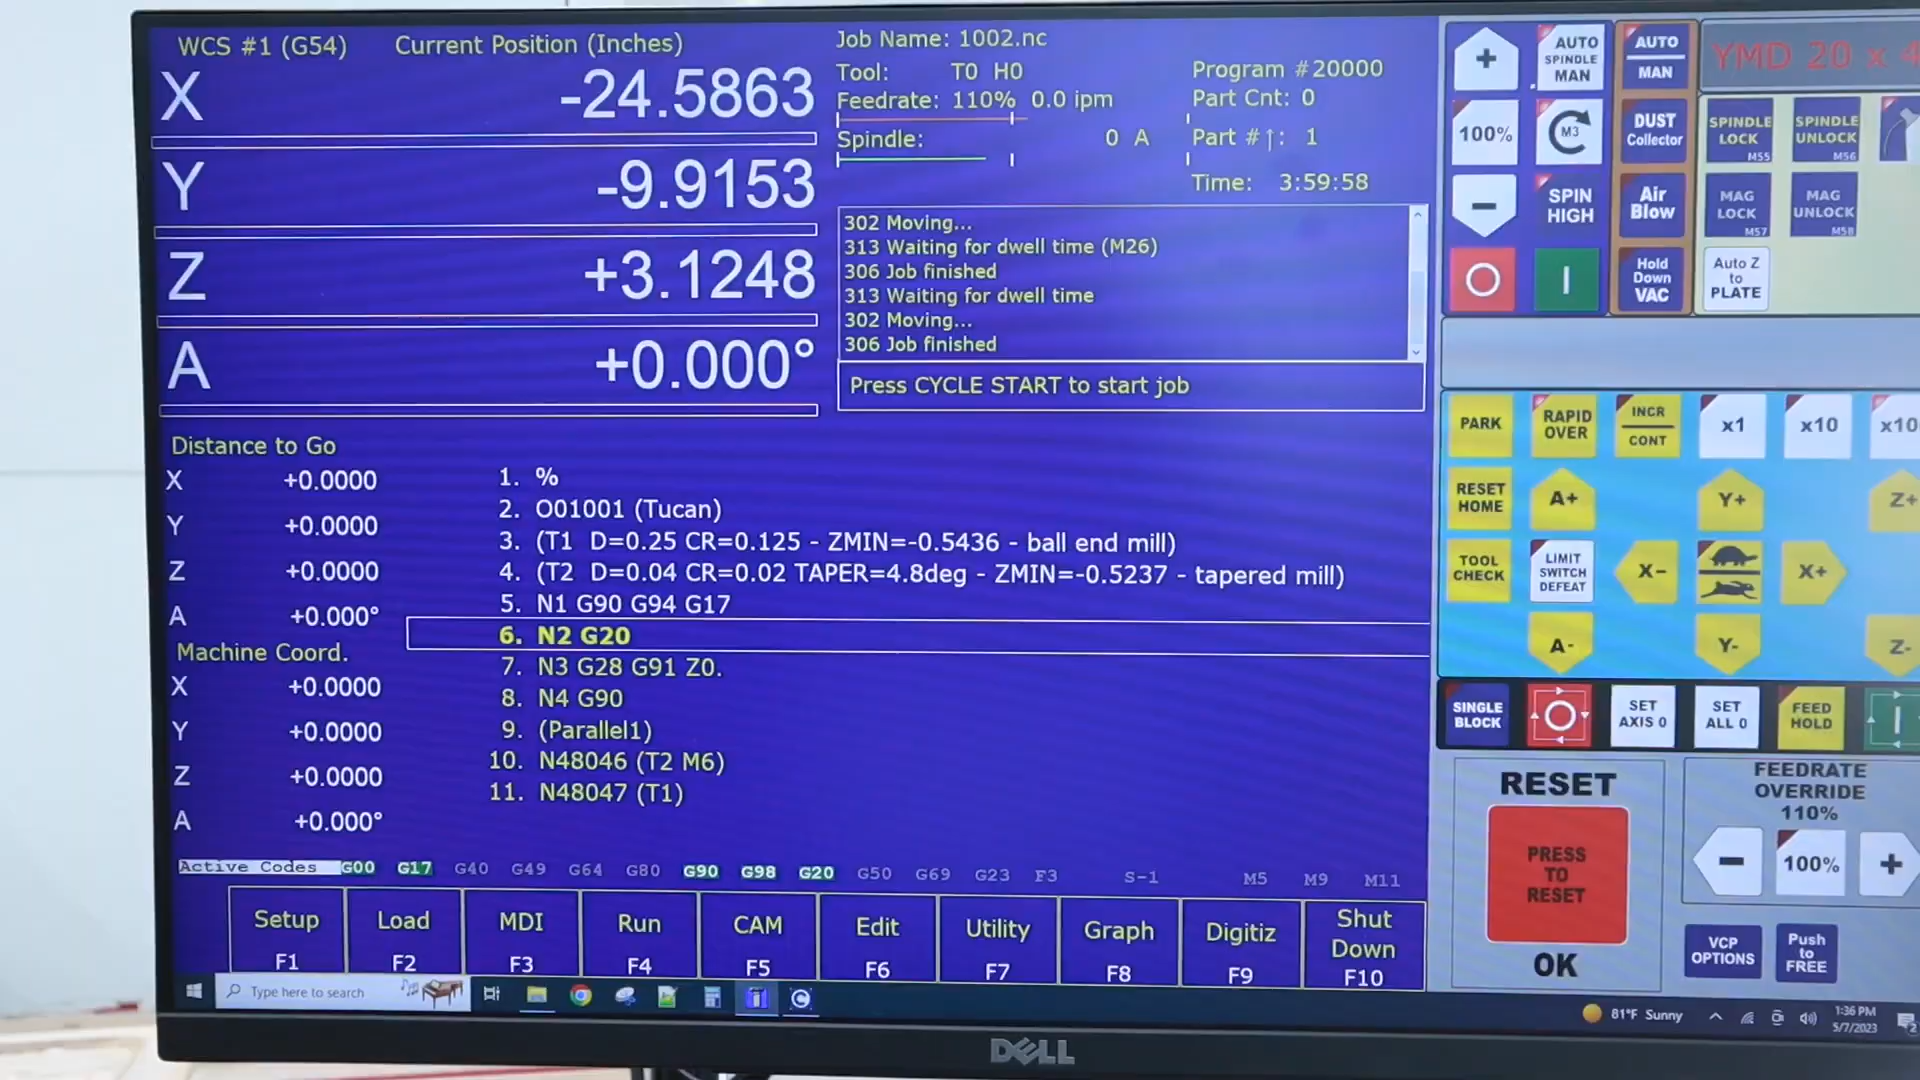 WCS #1 (G54) Current Position (Inches)
X -24.5863
Y -9.9153
Z +3.1248
A +0.000°
Job Name: 1002.nc
Tool: T0 H0
Feedrate: 110% 0.0 ipm
Spindle: 0 A
Program #20000
Part Cnt: 0
Part #↑: 1
Time: 3:59:58
302 Moving...
313 Waiting for dwell time (M26)
306 Job finished
313 Waiting for dwell time
302 Moving...
306 Job finished
Press CYCLE START to start job
Distance to Go
X +0.0000
Y +0.0000
Z +0.0000
A +0.000°
Machine Coord.
X +0.0000
Y +0.0000
Z +0.0000
A +0.000°
1. %
2. O01001 (Tucan)
3. (T1 D=0.25 CR=0.125 - ZMIN=-0.5436 - ball end mill)
4. (T2 D=0.04 CR=0.02 TAPER=4.8deg - ZMIN=-0.5237 - tapered mill)
5. N1 G90 G94 G17
6. N2 G20
7. N3 G28 G91 Z0.
8. N4 G90
9. (Parallel1)
10. N48046 (T2 M6)
11. N48047 (T1)
Active Codes G00 G17 G40 G49 G64 G80 G90 G98 G20 G50 G69 G23 F3 S-1 M5 M9 M11
Setup
F1
Load
F2
MDI
F3
Run
F4
CAM
F5
Edit
F6
Utility
F7
Graph
F8
Digitiz
F9
Shut
Down
F10
+
AUTO
SPINDLE
MAN
AUTO
MAN
YMD 20 x 4
100%
M3
DUST
Collector
SPINDLE
LOCK
M55
SPINDLE
UNLOCK
M56
-
SPIN
HIGH
Air
Blow
MAG
LOCK
M57
MAG
UNLOCK
M58
Hold
Down
VAC
Auto Z
to
PLATE
PARK
RAPID
OVER
INCR
CONT
x1
x10
x10
RESET
HOME
A+
Y+
Z+
TOOL
CHECK
LIMIT
SWITCH
DEFEAT
X-
X+
A-
Y-
Z-
SINGLE
BLOCK
SET
AXIS 0
SET
ALL 0
FEED
HOLD
RESET
PRESS
TO
RESET
OK
FEEDRATE
OVERRIDE
110%
-
100%
+
VCP
OPTIONS
Push
to
FREE
Type here to search
81°F Sunny
1:36 PM
5/7/2023
DELL